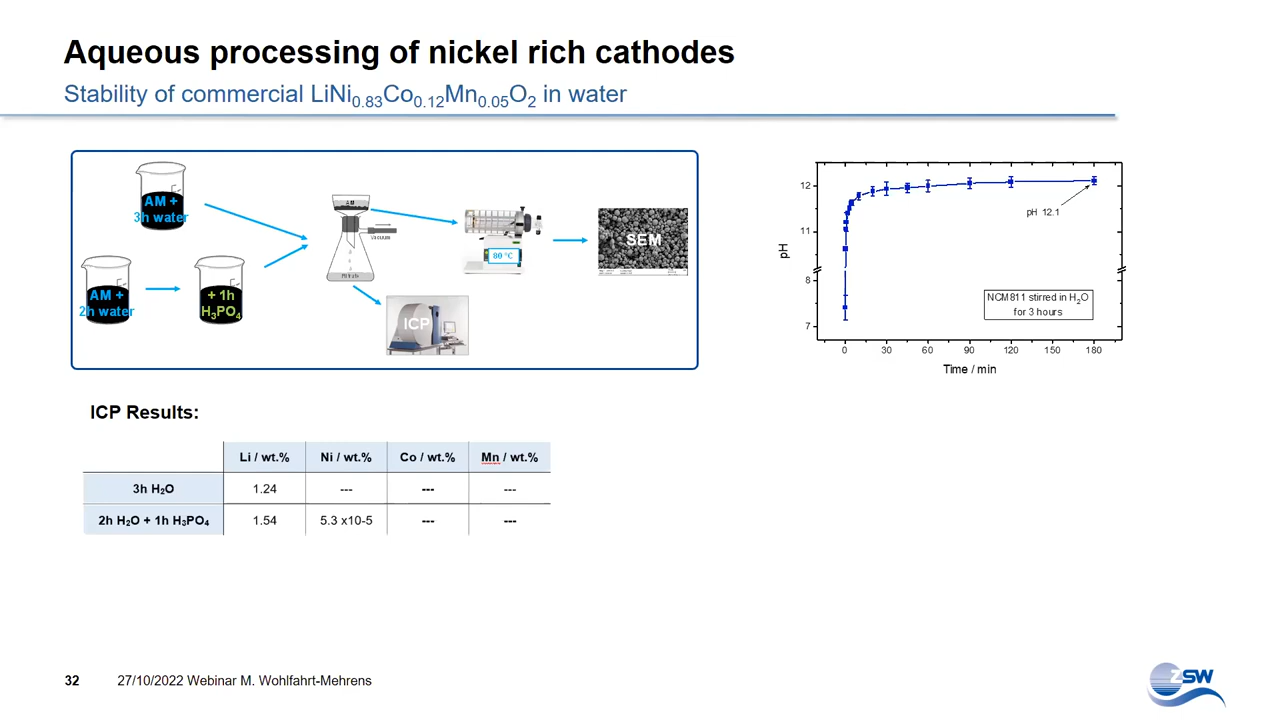 Aqueous processing of nickel rich cathodes
Stability of commercial LiNi0.83Co0.12Mn0.05O2 in water
AM +
3h water
AM +
2h water
+ 1h
H3PO4
AM
Vacuum
80 °C
SEM
ICP
pH
12
11
8
7
pH 12.1
NCM811 stirred in H2O
for 3 hours
0 30 60 90 120 150 180
Time / min
ICP Results:
Li / wt.% Ni / wt.% Co / wt.% Mn / wt.%
3h H2O 1.24 --- --- ---
2h H2O + 1h H3PO4 1.54 5.3 x10-5 --- ---
32 27/10/2022 Webinar M. Wohlfahrt-Mehrens
ZSW